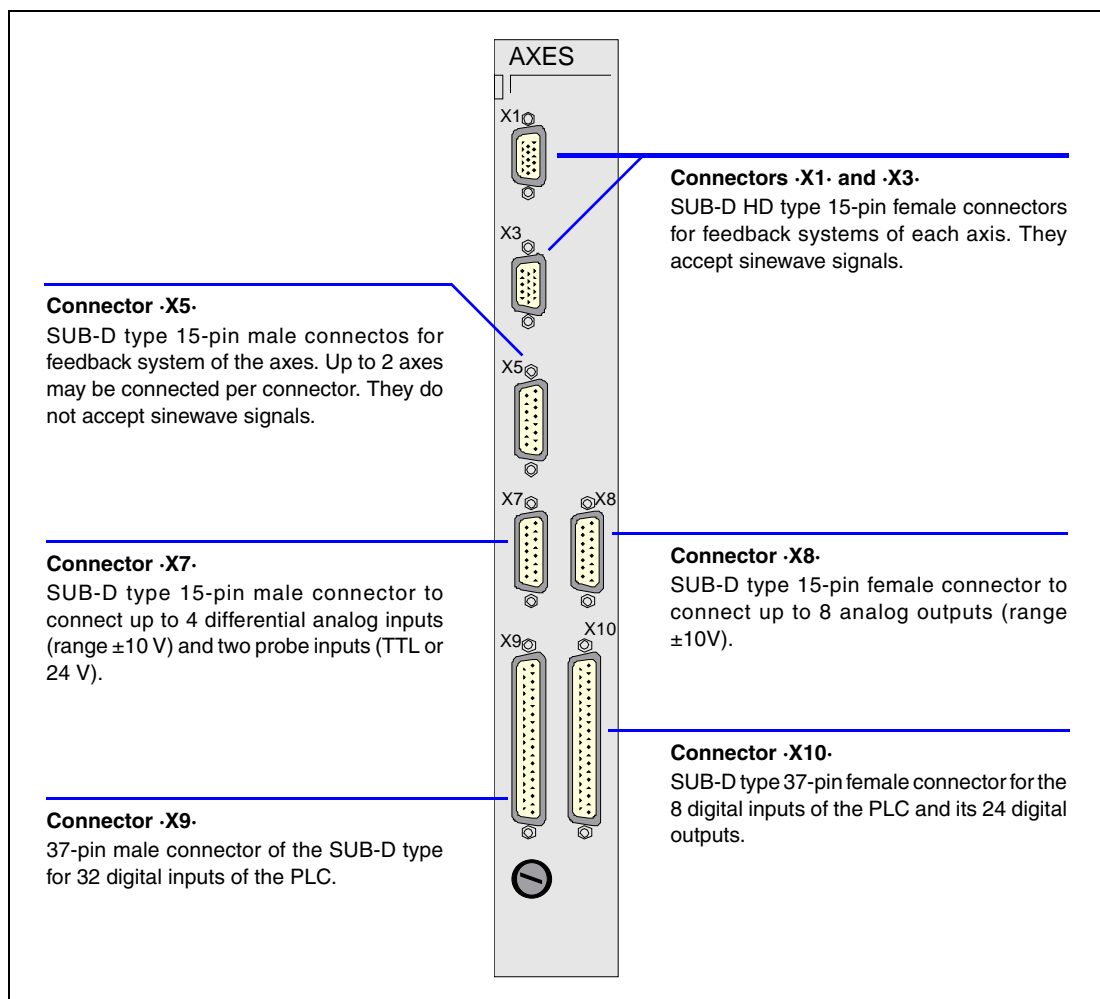 AXES
X1
X3
X5
X7
X8
X9
X10
Connectors ·X1· and ·X3·
SUB-D HD type 15-pin female connectors
for feedback systems of each axis. They
accept sinewave signals.
Connector ·X5·
SUB-D type 15-pin male connectos for
feedback system of the axes. Up to 2 axes
may be connected per connector. They do
not accept sinewave signals.
Connector ·X7·
SUB-D type 15-pin male connector to
connect up to 4 differential analog inputs
(range ±10 V) and two probe inputs (TTL or
24 V).
Connector ·X8·
SUB-D type 15-pin female connector to
connect up to 8 analog outputs (range
±10V).
Connector ·X9·
37-pin male connector of the SUB-D type
for 32 digital inputs of the PLC.
Connector ·X10·
SUB-D type 37-pin female connector for the
8 digital inputs of the PLC and its 24 digital
outputs.